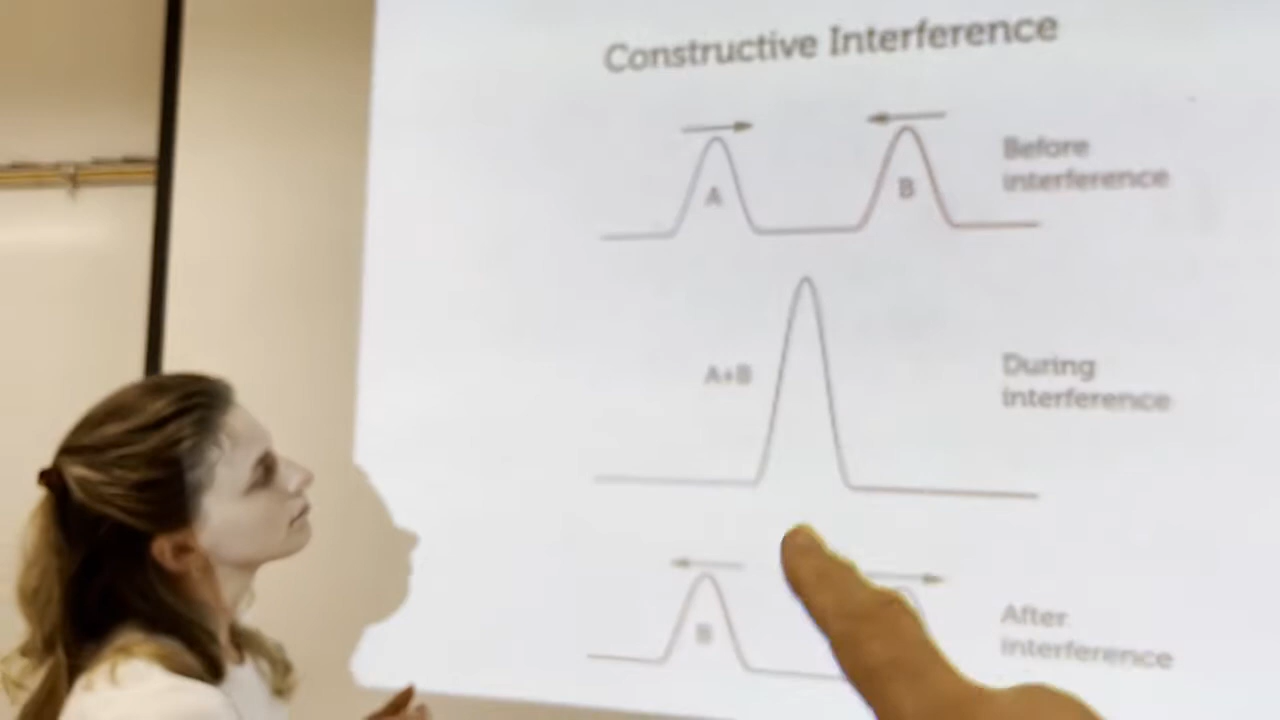 Constructive Interference
A
B
Before
interference
A+B
During
interference
B
After
interference